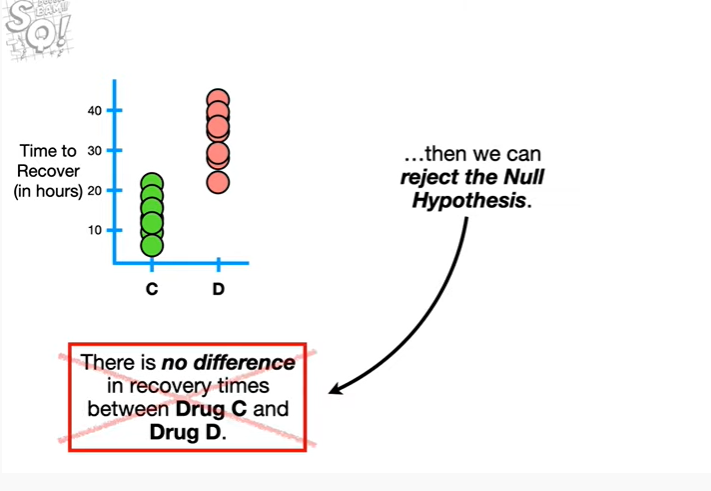 40
30
20
10
Time to
Recover
(in hours)
C
D
…then we can
reject the Null
Hypothesis.
There is no difference
in recovery times
between Drug C and
Drug D.